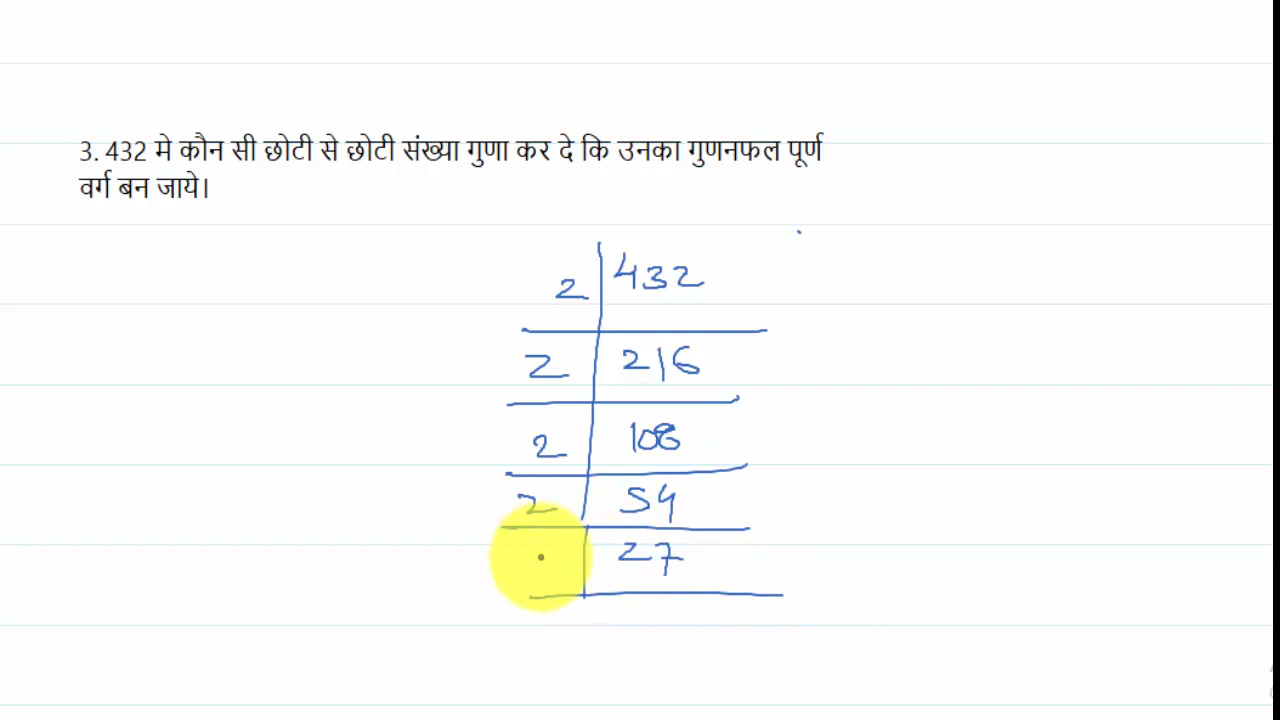 3. 432 मे कौन सी छोटी से छोटी संख्या गुणा कर दे कि उनका गुणनफल पूर्ण
वर्ग बन जाये।
2 432
2 216
2 108
2 54
27